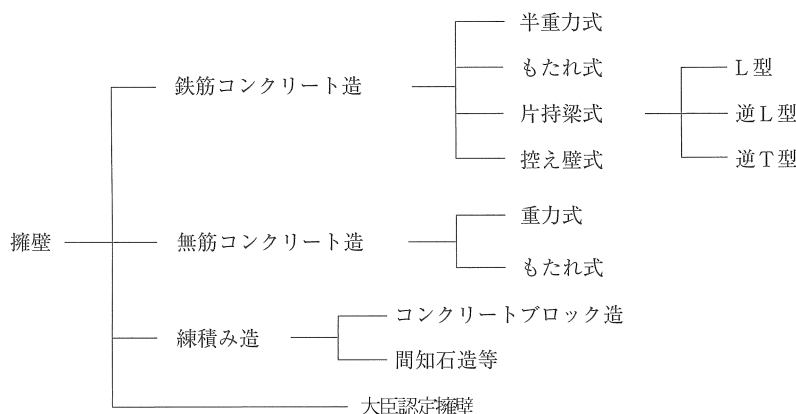 擁壁
鉄筋コンクリート造
半重力式
もたれ式
片持梁式
L型
逆L型
逆T型
控え壁式
無筋コンクリート造
重力式
もたれ式
練積み造
コンクリートブロック造
間知石造等
大臣認定擁壁